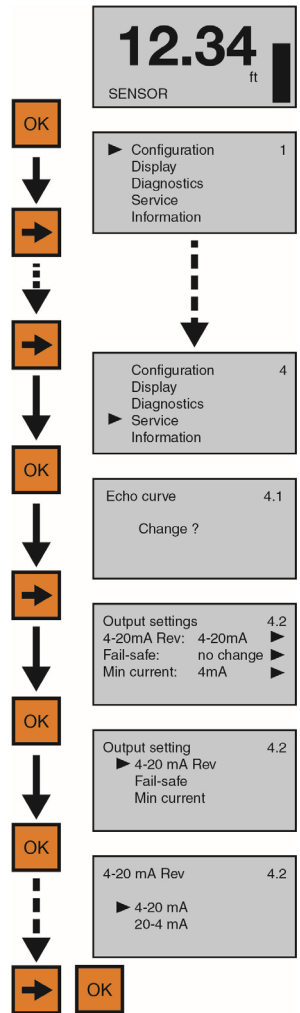 12.34
ft
SENSOR
OK
Configuration 1
Display
Diagnostics
Service
Information
Configuration 4
Display
Diagnostics
Service
Information
OK
Echo curve 4.1
Change ?
Output settings 4.2
4-20mA Rev: 4-20mA
Fail-safe: no change
Min current: 4mA
OK
Output setting 4.2
4-20 mA Rev
Fail-safe
Min current
OK
4-20 mA Rev 4.2
4-20 mA
20-4 mA
OK